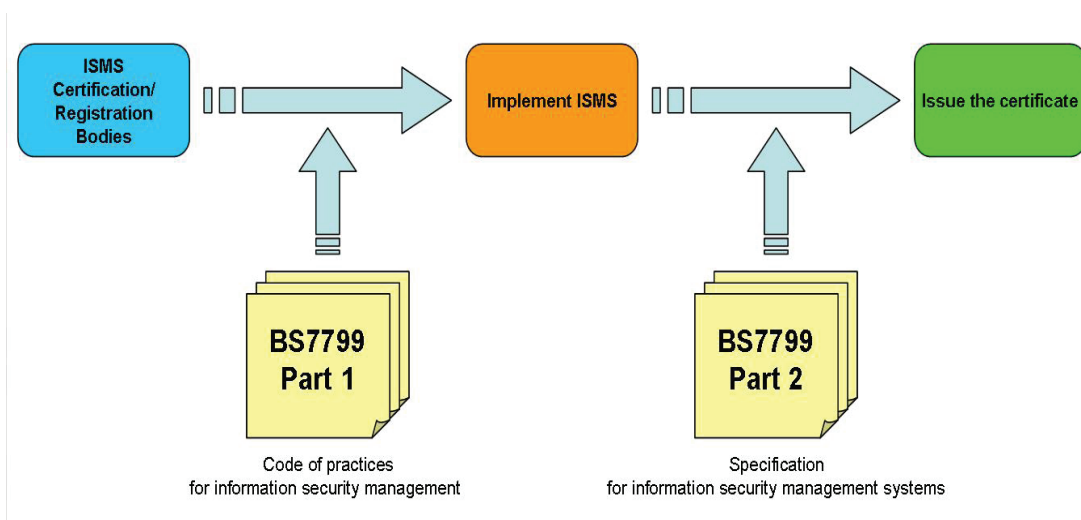 ISMS
Certification/
Registration
Bodies
Implement ISMS
Issue the certificate
BS7799
Part 1
BS7799
Part 2
Code of practices
for information security management
Specification
for information security management systems